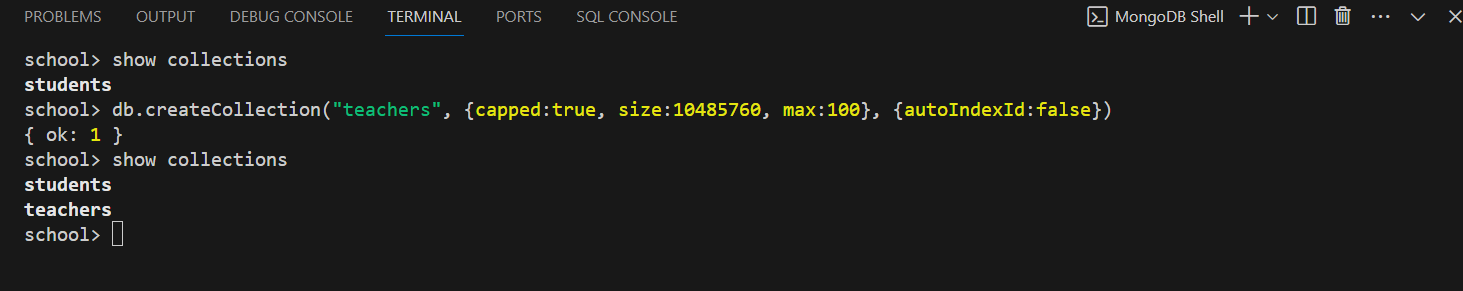 PROBLEMS OUTPUT DEBUG CONSOLE TERMINAL PORTS SQL CONSOLE MongoDB Shell
school> show collections
students
school> db.createCollection("teachers", {capped:true, size:10485760, max:100}, {autoIndexId:false})
{ ok: 1 }
school> show collections
students
teachers
school>